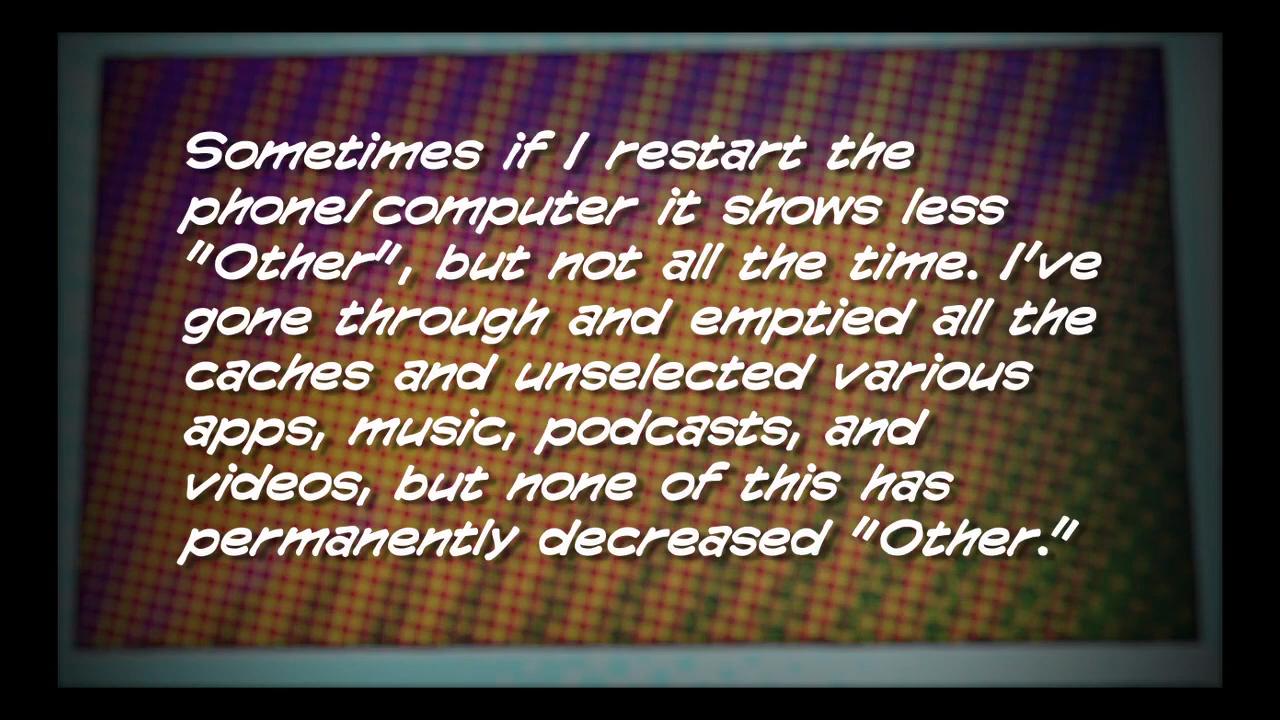 Sometimes if I restart the
phone/computer it shows less
"Other", but not all the time. I've
gone through and emptied all the
caches and unselected various
apps, music, podcasts, and
videos, but none of this has
permanently decreased "Other."